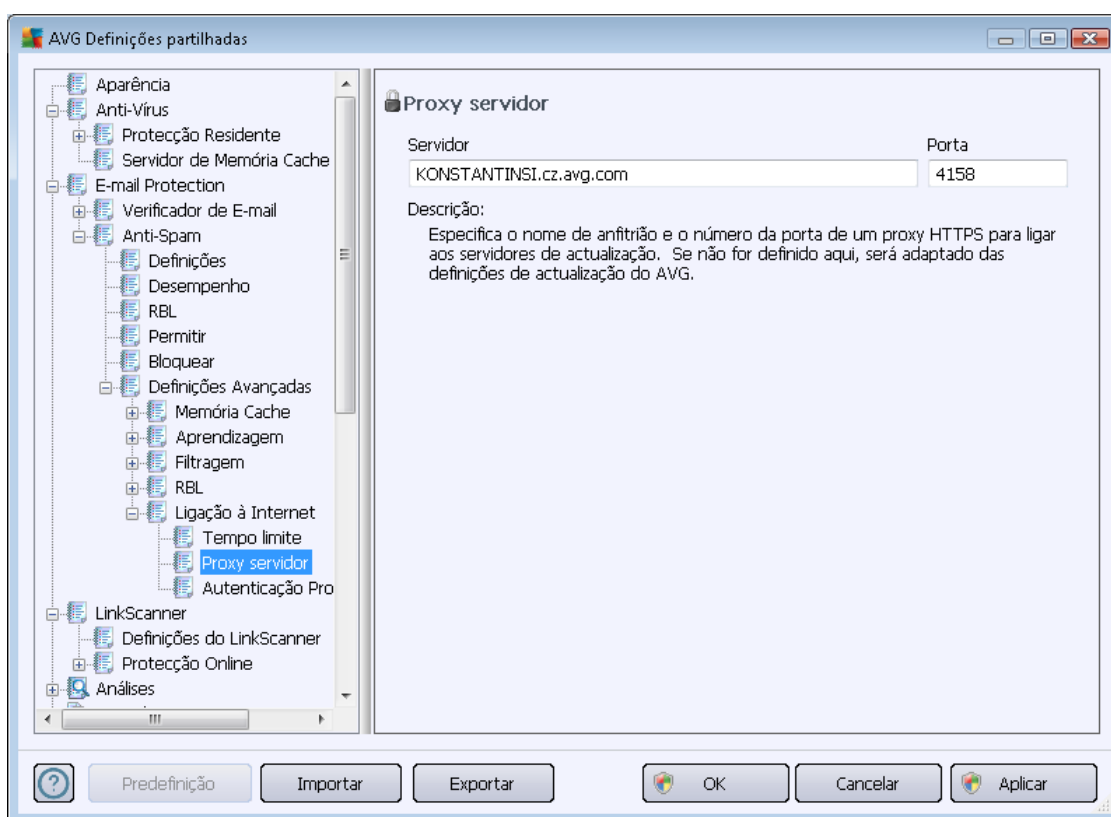 AVG Definições partilhadas
Aparência
Anti-Vírus
Protecção Residente
Servidor de Memória Cache
E-mail Protection
Verificador de E-mail
Anti-Spam
Definições
Desempenho
RBL
Permitir
Bloquear
Definições Avançadas
Memória Cache
Aprendizagem
Filtragem
RBL
Ligação à Internet
Tempo limite
Proxy servidor
Autenticação Pro
LinkScanner
Definições do LinkScanner
Protecção Online
Análises
Proxy servidor
Servidor Porta
KONSTANTINSI.cz.avg.com 4158
Descrição:
Especifica o nome de anfitrião e o número da porta de um proxy HTTPS para ligar
aos servidores de actualização. Se não for definido aqui, será adaptado das
definições de actualização do AVG.
Predefinição Importar Exportar OK Cancelar Aplicar